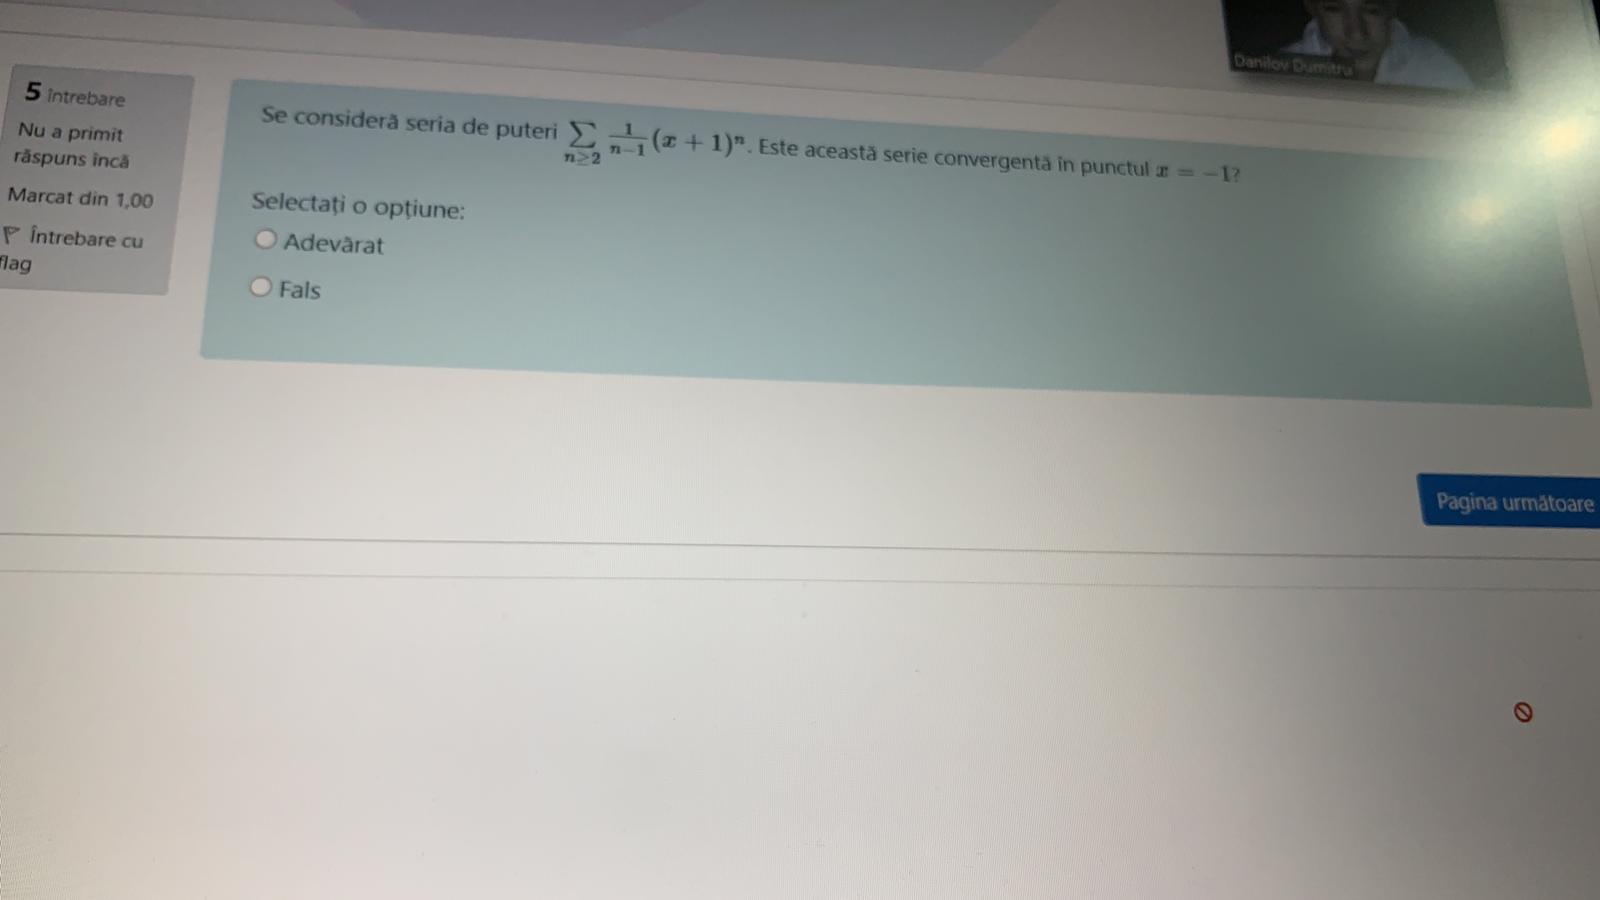 Danilov Dumitru
5 întrebare
Nu a primit
răspuns încă
Marcat din 1,00
Întrebare cu
flag
Se consideră seria de puteri ∑_{n≥2} \frac{1}{n-1}(x + 1)^n. Este această serie convergentă în punctul x = −1?
Selectați o opțiune:
Adevărat
Fals
Pagina următoare